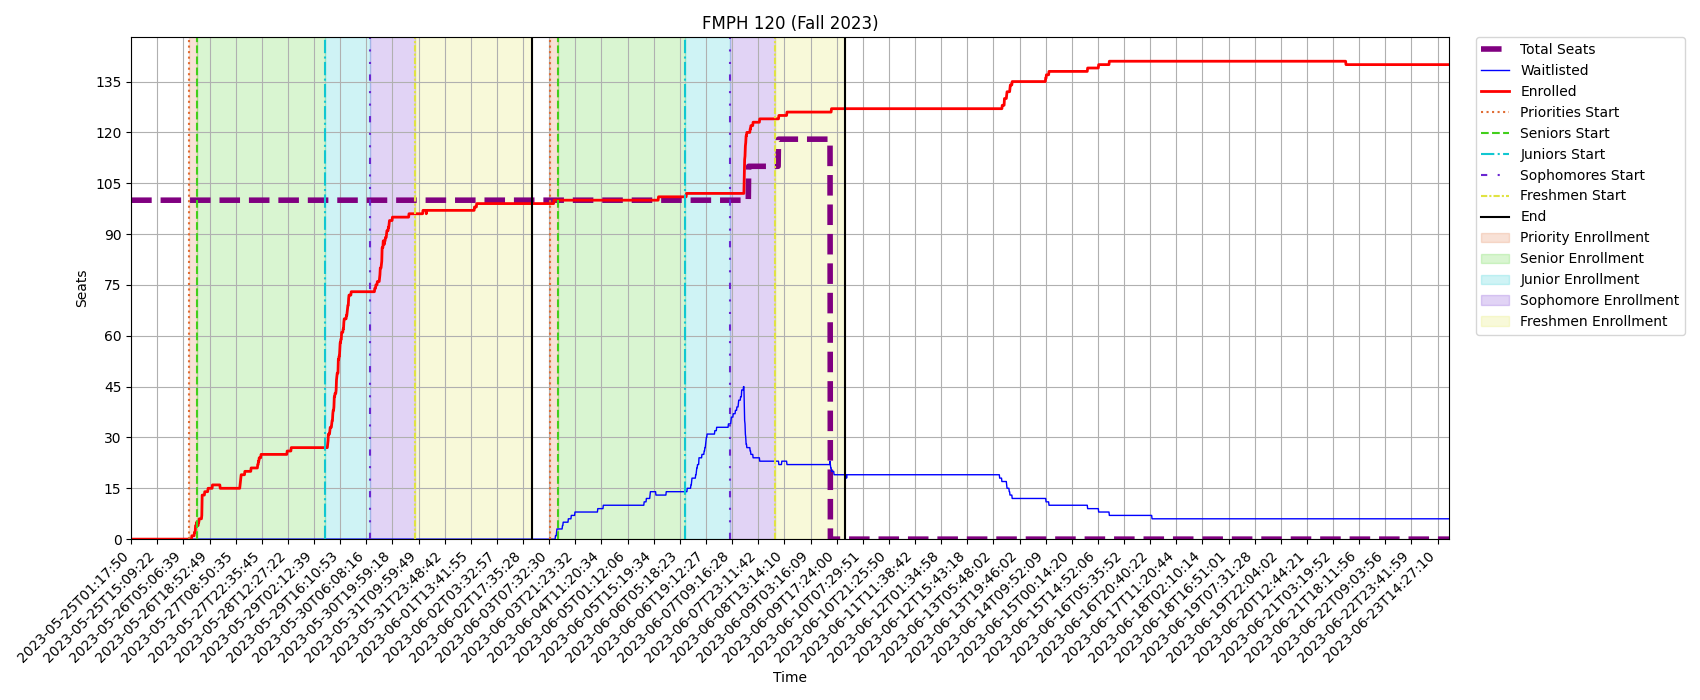 FMPH 120 (Fall 2023)
Total Seats
Waitlisted
Enrolled
Priorities Start
Seniors Start
Juniors Start
Sophomores Start
Freshmen Start
End
Priority Enrollment
Senior Enrollment
Junior Enrollment
Sophomore Enrollment
Freshmen Enrollment
Seats
135
120
105
90
75
60
45
30
15
0
2023-05-25T01:17:50
2023-05-25T15:09:22
2023-05-26T05:06:39
2023-05-26T18:52:49
2023-05-27T08:50:35
2023-05-27T22:35:45
2023-05-28T12:27:22
2023-05-29T02:12:39
2023-05-29T16:10:53
2023-05-30T06:08:16
2023-05-30T19:59:18
2023-05-31T09:59:49
2023-05-31T23:48:42
2023-06-01T13:41:55
2023-06-02T03:32:57
2023-06-02T17:35:28
2023-06-03T07:32:30
2023-06-03T21:23:32
2023-06-04T11:20:34
2023-06-05T01:12:06
2023-06-05T15:19:34
2023-06-06T05:18:23
2023-06-06T19:12:27
2023-06-07T09:16:28
2023-06-07T23:11:42
2023-06-08T13:14:10
2023-06-09T03:16:09
2023-06-09T17:24:00
2023-06-10T07:29:51
2023-06-10T21:25:50
2023-06-11T11:38:42
2023-06-12T01:34:58
2023-06-12T15:43:18
2023-06-13T05:48:02
2023-06-13T19:46:02
2023-06-14T09:52:09
2023-06-15T00:14:20
2023-06-15T14:52:06
2023-06-16T05:35:52
2023-06-16T20:40:22
2023-06-17T11:20:44
2023-06-18T02:10:14
2023-06-18T16:51:01
2023-06-19T07:31:28
2023-06-19T22:04:02
2023-06-20T12:44:21
2023-06-21T03:19:52
2023-06-21T18:11:56
2023-06-22T09:03:56
2023-06-22T23:41:59
2023-06-23T14:27:10
Time